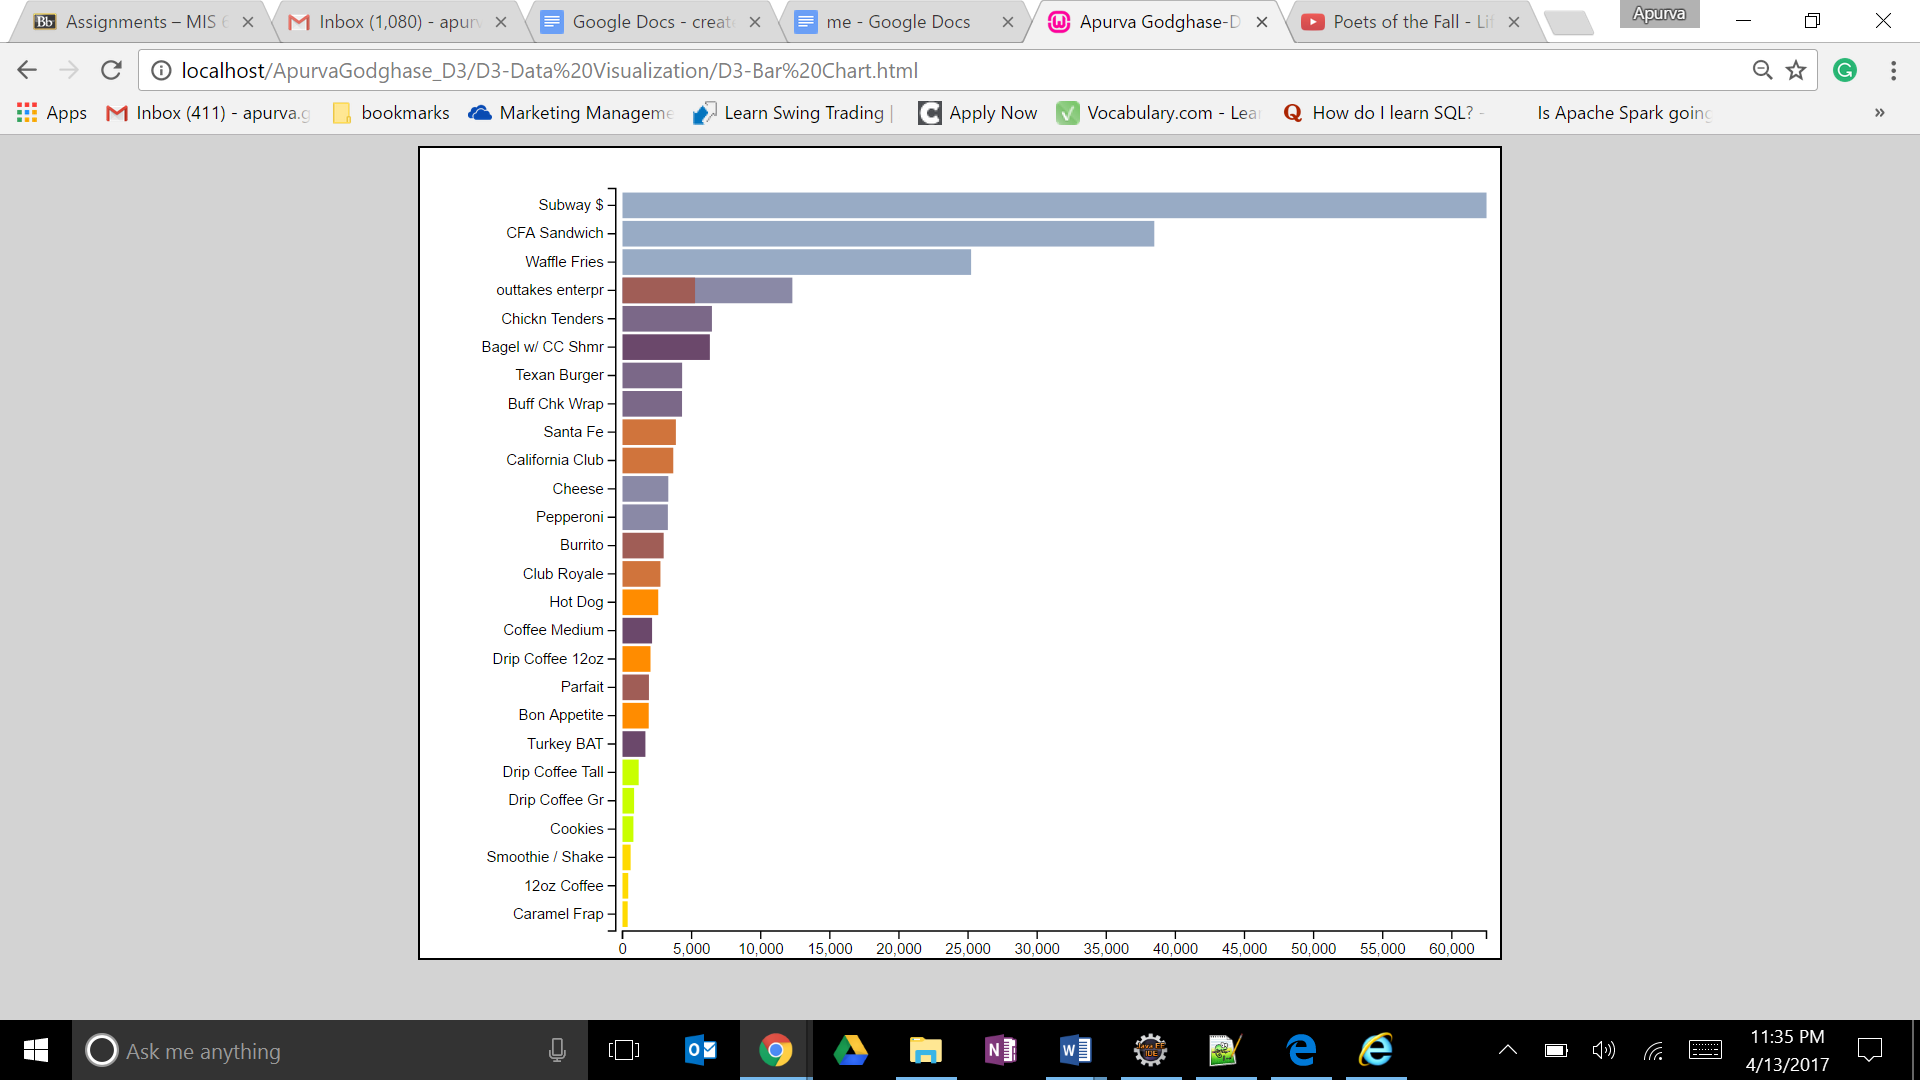 Apurva
Assignments – MIS 6
Inbox (1,080) - apurv
Google Docs - create
me - Google Docs
Apurva Godghase-D
Poets of the Fall - Lif
localhost/ApurvaGodghase_D3/D3-Data%20Visualization/D3-Bar%20Chart.html
Apps
Inbox (411) - apurva.g
bookmarks
Marketing Manageme
Learn Swing Trading |
Apply Now
Vocabulary.com - Lea
How do I learn SQL? -
Is Apache Spark going
»
Subway $
CFA Sandwich
Waffle Fries
outtakes enterpr
Chickn Tenders
Bagel w/ CC Shmr
Texan Burger
Buff Chk Wrap
Santa Fe
California Club
Cheese
Pepperoni
Burrito
Club Royale
Hot Dog
Coffee Medium
Drip Coffee 12oz
Parfait
Bon Appetite
Turkey BAT
Drip Coffee Tall
Drip Coffee Gr
Cookies
Smoothie / Shake
12oz Coffee
Caramel Frap
0 5,000 10,000 15,000 20,000 25,000 30,000 35,000 40,000 45,000 50,000 55,000 60,000
Ask me anything
11:35 PM
4/13/2017